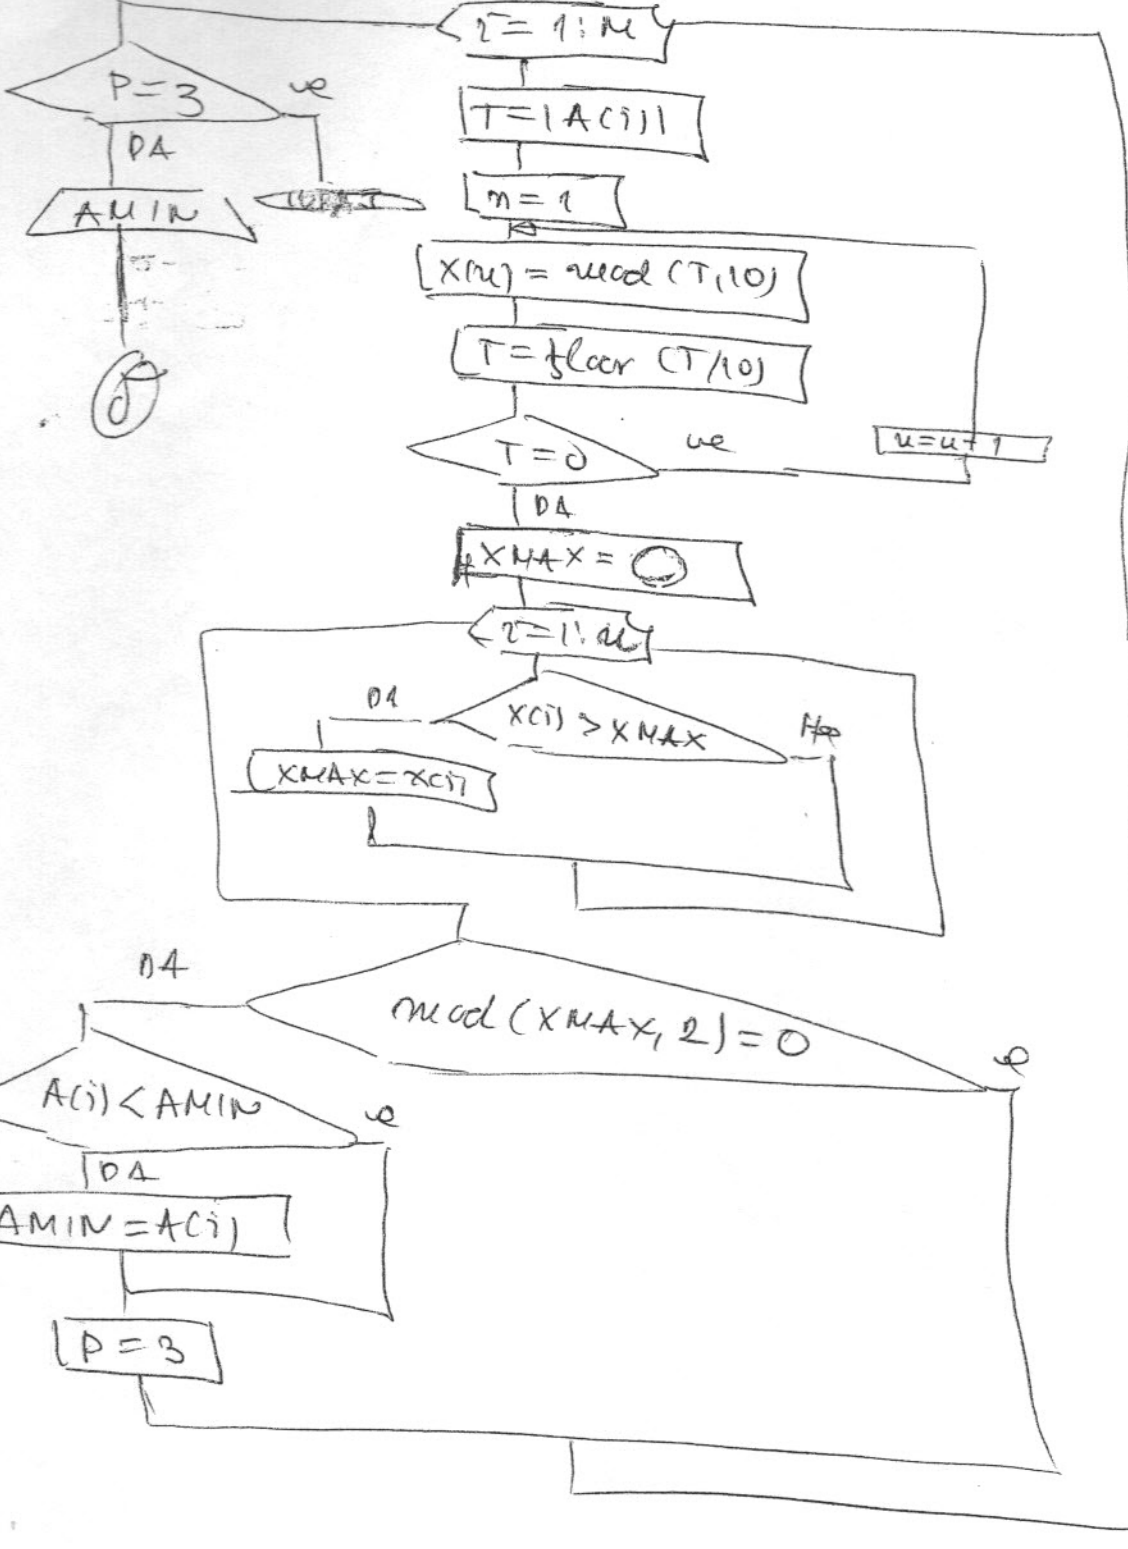 i = 1:M
P=3
ne
T=|A(i)|
DA
n=1
AMIN
X(n) = mod (T,10)
T=floor (T/10)
T=0
ne
n=n+1
DA
XMAX = 0
i=1:n
DA
X(i) > XMAX
XMAX=X(i)
DA
mod(XMAX, 2)=0
A(i)<AMIN
ne
DA
AMIN=A(i)
P=3